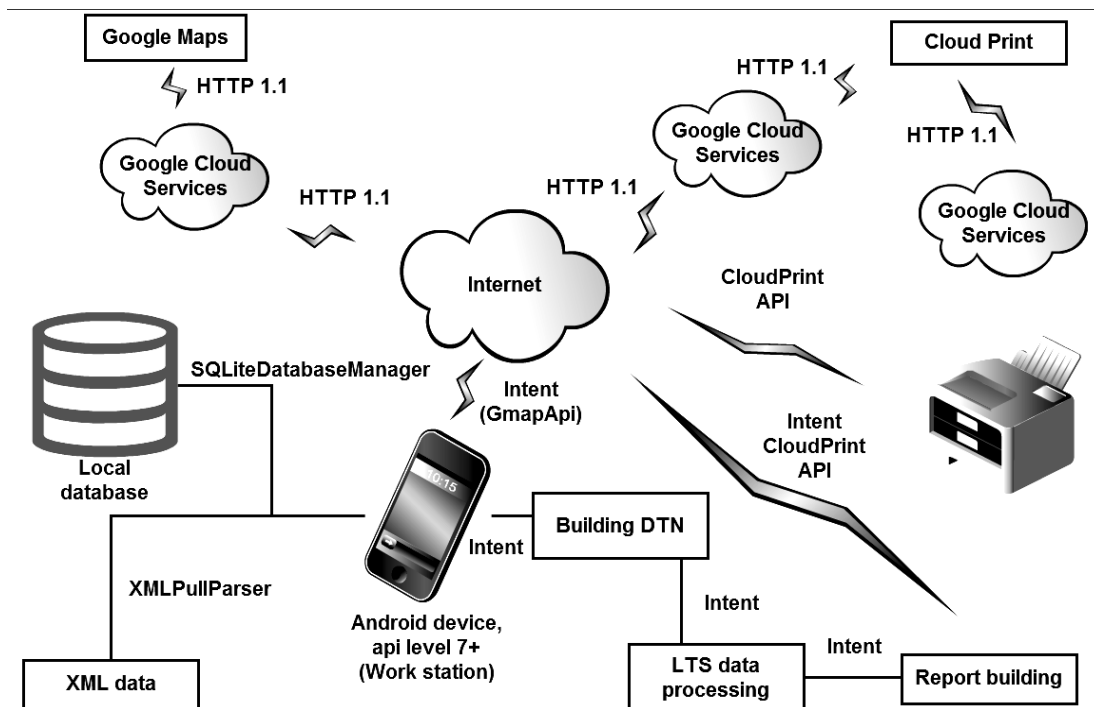 Google Maps
Cloud Print
HTTP 1.1
HTTP 1.1
HTTP 1.1
Google Cloud
Services
Google Cloud
Services
HTTP 1.1
HTTP 1.1
Google Cloud
Services
Internet
CloudPrint
API
SQLiteDatabaseManager
Intent
(GmapApi)
Intent
CloudPrint
API
Local
database
10:15
Building DTN
Intent
XMLPullParser
Intent
Android device,
api level 7+
(Work station)
LTS data
processing
Intent
Report building
XML data